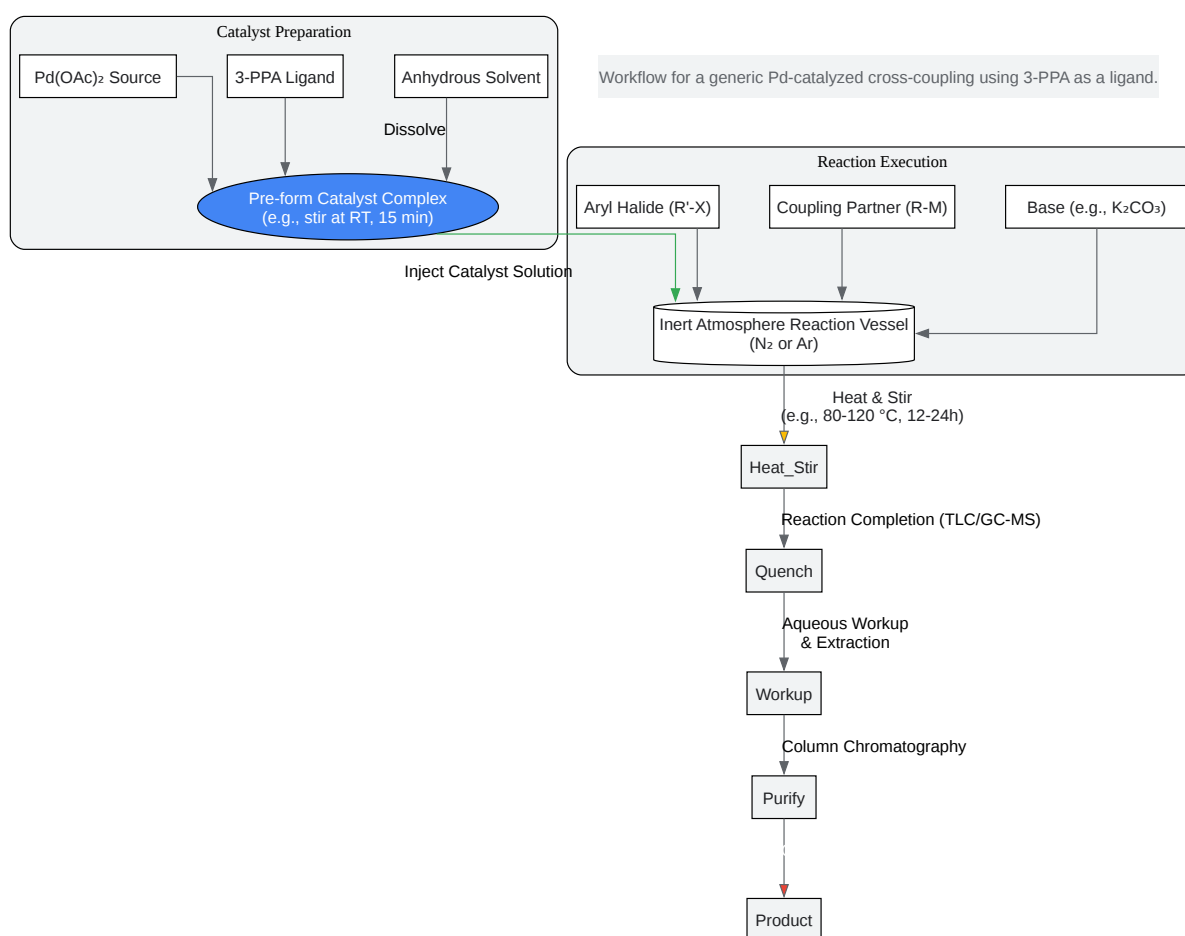 Catalyst Preparation
Pd(OAc)₂ Source
3-PPA Ligand
Anhydrous Solvent
Workflow for a generic Pd-catalyzed cross-coupling using 3-PPA as a ligand.
Dissolve
Pre-form Catalyst Complex
(e.g., stir at RT, 15 min)
Reaction Execution
Aryl Halide (R'-X)
Coupling Partner (R-M)
Base (e.g., K₂CO₃)
Inject Catalyst Solution
Inert Atmosphere Reaction Vessel
(N₂ or Ar)
Heat & Stir
(e.g., 80-120 °C, 12-24h)
Heat_Stir
Reaction Completion (TLC/GC-MS)
Quench
Aqueous Workup
& Extraction
Workup
Column Chromatography
Purify
Product